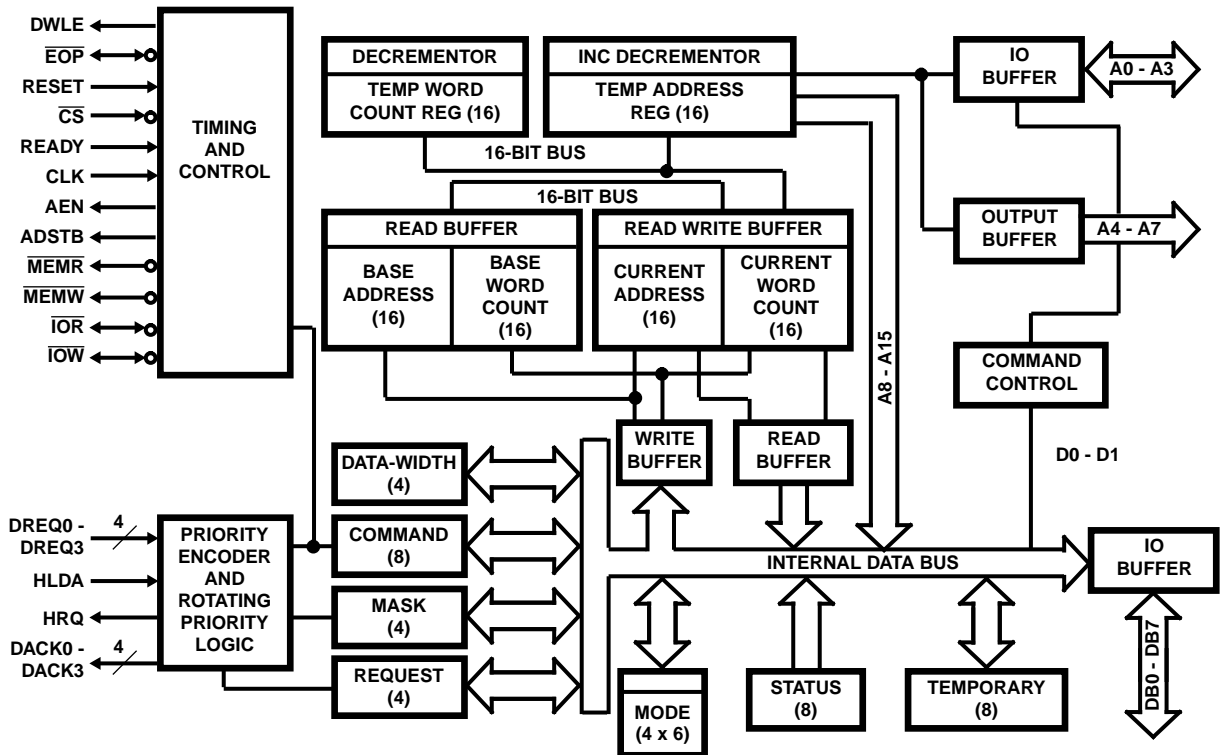 DWLE
EOP
RESET
CS
READY
CLK
AEN
ADSTB
MEMR
MEMW
IOR
IOW
TIMING
AND
CONTROL
DECREMENTOR
TEMP WORD
COUNT REG (16)
INC DECREMENTOR
TEMP ADDRESS
REG (16)
16-BIT BUS
16-BIT BUS
READ BUFFER
BASE
ADDRESS
(16)
BASE
WORD
COUNT
(16)
READ WRITE BUFFER
CURRENT
ADDRESS
(16)
CURRENT
WORD
COUNT
(16)
A8 - A15
IO
BUFFER
A0 - A3
OUTPUT
BUFFER
A4 - A7
COMMAND
CONTROL
D0 - D1
WRITE
BUFFER
READ
BUFFER
DREQ0 -
DREQ3
4
HLDA
HRQ
DACK0 -
DACK3
4
PRIORITY
ENCODER
AND
ROTATING
PRIORITY
LOGIC
DATA-WIDTH
(4)
COMMAND
(8)
MASK
(4)
REQUEST
(4)
INTERNAL DATA BUS
IO
BUFFER
DB0 - DB7
MODE
(4 x 6)
STATUS
(8)
TEMPORARY
(8)